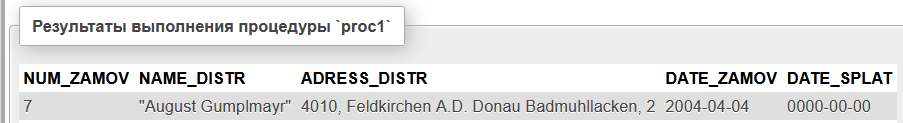 Результаты выполнения процедуры `proc1`
NUM_ZAMOV NAME_DISTR ADRESS_DISTR DATE_ZAMOV DATE_SPLAT
7 "August Gumplmayr" 4010, Feldkirchen A.D. Donau Badmuhllacken, 2 2004-04-04 0000-00-00